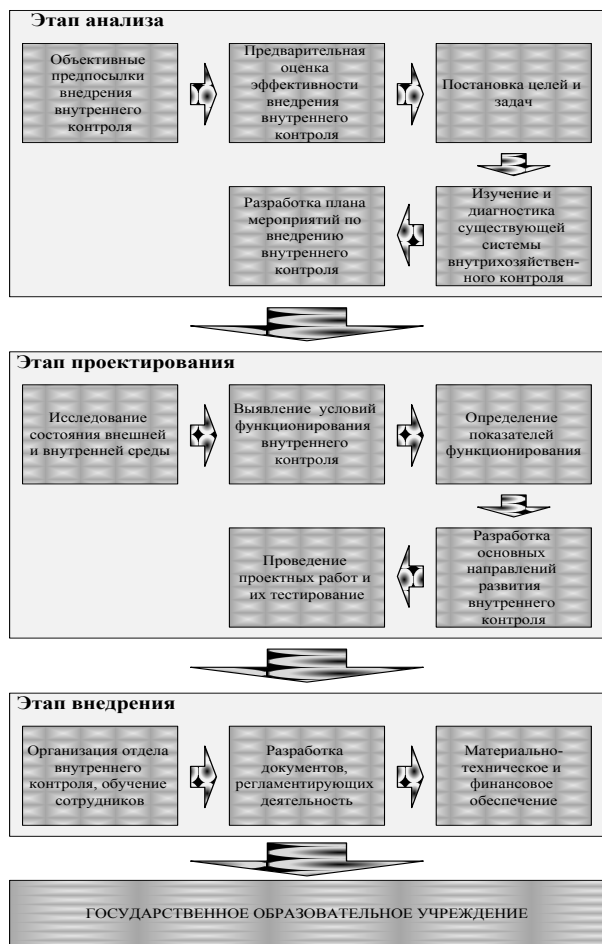 Этап анализа
Объективные
предпосылки
внедрения
внутреннего
контроля
Предварительная
оценка
эффективности
внедрения
внутреннего
контроля
Постановка целей и
задач
Изучение и
диагностика
существующей
системы
внутрихозяйствен-
ного контроля
Разработка плана
мероприятий по
внедрению
внутреннего
контроля
Этап проектирования
Исследование
состояния внешней
и внутренней среды
Выявление условий
функционирования
внутреннего
контроля
Определение
показателей
функционирования
Разработка
основных
направлений
развития
внутреннего
контроля
Проведение
проектных работ и
их тестирование
Этап внедрения
Организация отдела
внутреннего
контроля, обучение
сотрудников
Разработка
документов,
регламентирующих
деятельность
Материально-
техническое и
финансовое
обеспечение
ГОСУДАРСТВЕННОЕ ОБРАЗОВАТЕЛЬНОЕ УЧРЕЖДЕНИЕ